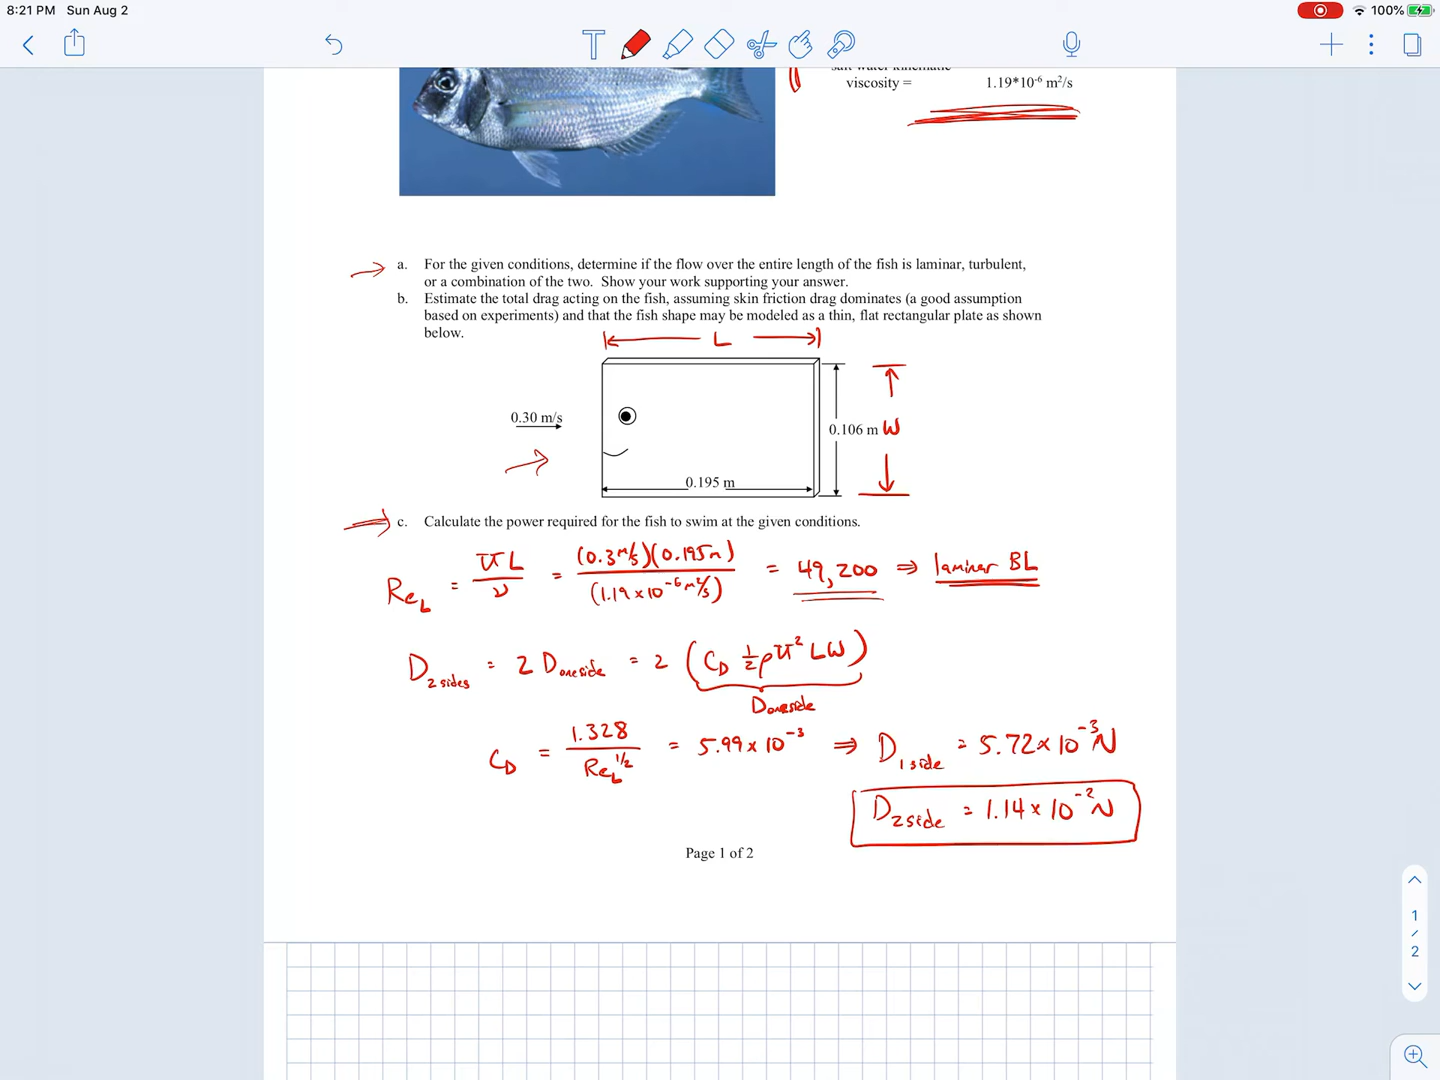 8:21 PM Sun Aug 2
100%
T
salt water kinematic
viscosity = 1.19*10⁻⁶ m²/s
a. For the given conditions, determine if the flow over the entire length of the fish is laminar, turbulent,
or a combination of the two. Show your work supporting your answer.
b. Estimate the total drag acting on the fish, assuming skin friction drag dominates (a good assumption
based on experiments) and that the fish shape may be modeled as a thin, flat rectangular plate as shown
below.
L
0.30 m/s
0.106 m W
0.195 m
c. Calculate the power required for the fish to swim at the given conditions.
Re_L = UL/ν = (0.3 m/s)(0.195 m)/(1.19×10⁻⁶ m²/s) = 49,200 ⇒ laminar BL
D_2 sides = 2 D_one side = 2 (C_D ½ρU² LW)
D_one side
C_D = 1.328/Re_L^1/2 = 5.99×10⁻³ ⇒ D_1 side = 5.72×10⁻³ N
D_2 side = 1.14×10⁻² N
Page 1 of 2
1
/
2